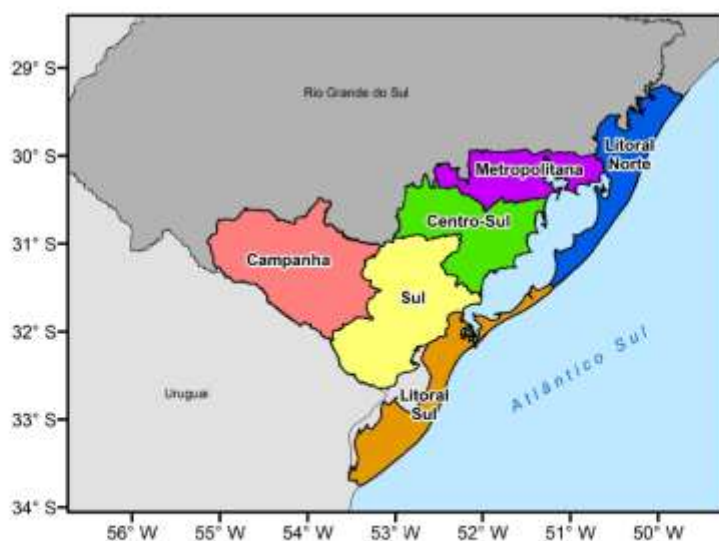 29° S
Rio Grande do Sul
30° S
Litoral
Norte
Metropolitana
Centro-Sul
31° S
Campanha
Sul
32° S
Atlântico Sul
Uruguai
Litoral
Sul
33° S
34° S
56° W 55° W 54° W 53° W 52° W 51° W 50° W